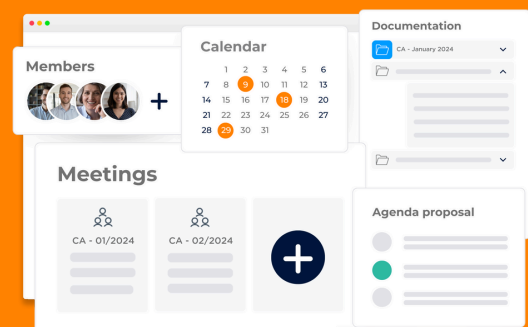 Documentation
CA - January 2024
Members
Calendar
1 2 3 4 5 6
7 8 9 10 11 12 13
14 15 16 17 18 19 20
21 22 23 24 25 26 27
28 29 30 31
Meetings
CA - 01/2024
CA - 02/2024
Agenda proposal